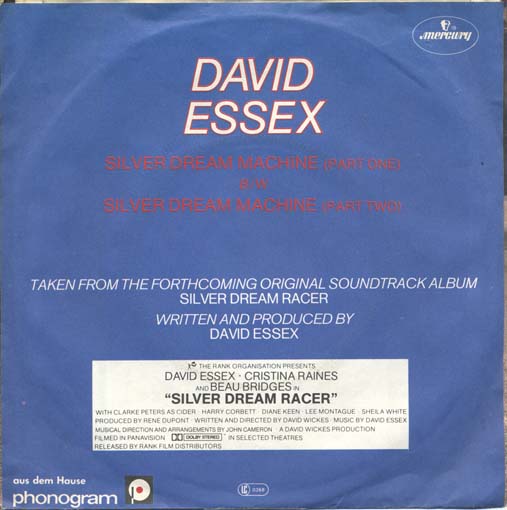 mercury
DAVID
ESSEX
SILVER DREAM MACHINE (PART ONE)
B/W
SILVER DREAM MACHINE (PART TWO)
TAKEN FROM THE FORTHCOMING ORIGINAL SOUNDTRACK ALBUM
SILVER DREAM RACER
WRITTEN AND PRODUCED BY
DAVID ESSEX
THE RANK ORGANISATION PRESENTS
DAVID ESSEX · CRISTINA RAINES
AND BEAU BRIDGES IN
"SILVER DREAM RACER"
WITH CLARKE PETERS AS CIDER · HARRY CORBETT · DIANE KEEN · LEE MONTAGUE · SHEILA WHITE
PRODUCED BY RENE DUPONT · WRITTEN AND DIRECTED BY DAVID WICKES · MUSIC BY DAVID ESSEX
MUSICAL DIRECTION AND ARRANGEMENTS BY JOHN CAMERON · A DAVID WICKES PRODUCTION
FILMED IN PANAVISION DOLBY STEREO IN SELECTED THEATRES
RELEASED BY RANK FILM DISTRIBUTORS
aus dem Hause
phonogram p
LC 0268